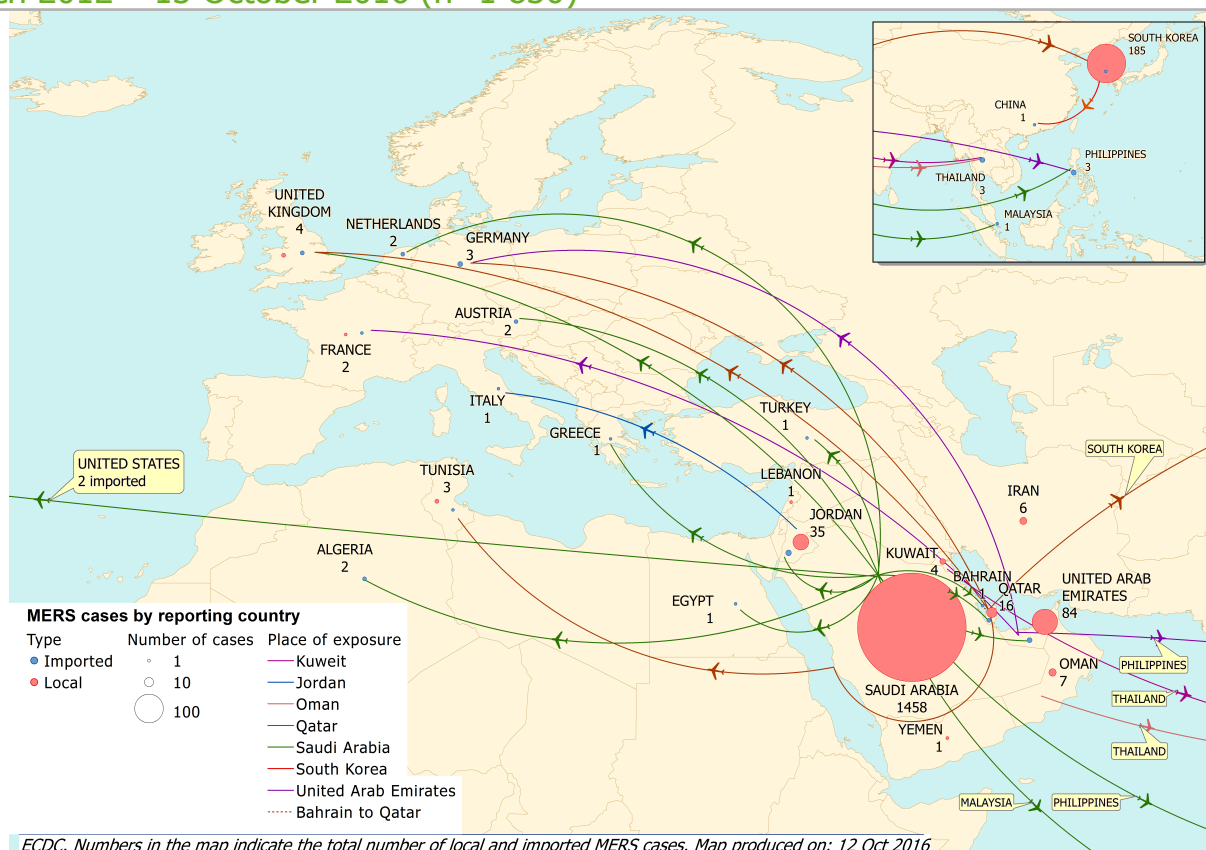 2012 – 13 October 2016 (n=1 830)
SOUTH KOREA
185
CHINA
1
PHILIPPINES
3
THAILAND
3
MALAYSIA
1
UNITED
KINGDOM
4
NETHERLANDS
2
GERMANY
3
AUSTRIA
2
FRANCE
2
ITALY
1
GREECE
1
TURKEY
1
SOUTH KOREA
UNITED STATES
2 imported
TUNISIA
3
LEBANON
1
IRAN
6
JORDAN
35
ALGERIA
2
KUWAIT
4
BAHRAIN
1
QATAR
16
UNITED ARAB
EMIRATES
84
EGYPT
1
PHILIPPINES
OMAN
7
THAILAND
SAUDI ARABIA
1458
YEMEN
1
THAILAND
MALAYSIA
PHILIPPINES
MERS cases by reporting country
Type
Imported
Local
Number of cases
1
10
100
Place of exposure
Kuweit
Jordan
Oman
Qatar
Saudi Arabia
South Korea
United Arab Emirates
Bahrain to Qatar
ECDC. Numbers in the map indicate the total number of local and imported MERS cases. Map produced on: 12 Oct 2016